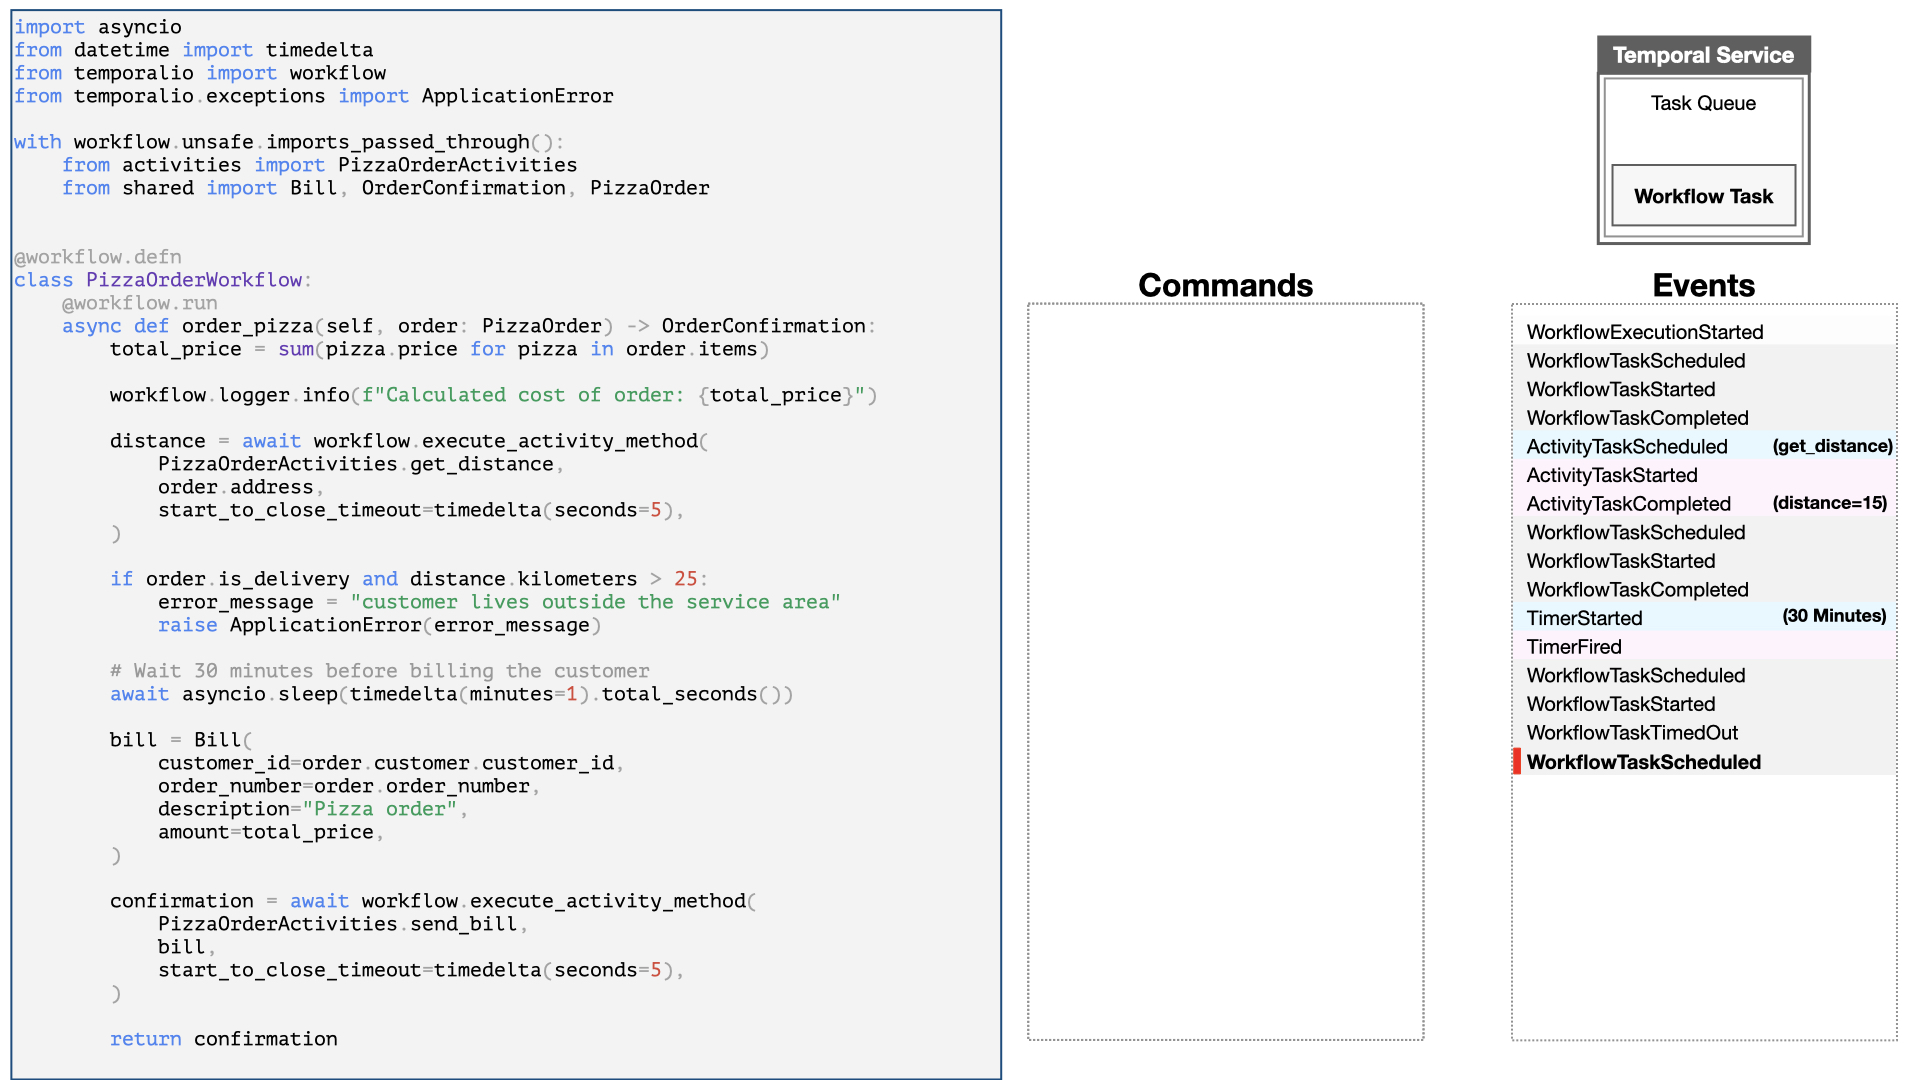 import asyncio
from datetime import timedelta
from temporalio import workflow
from temporalio.exceptions import ApplicationError
with workflow.unsafe.imports_passed_through():
    from activities import PizzaOrderActivities
    from shared import Bill, OrderConfirmation, PizzaOrder
@workflow.defn
class PizzaOrderWorkflow:
    @workflow.run
    async def order_pizza(self, order: PizzaOrder) -> OrderConfirmation:
        total_price = sum(pizza.price for pizza in order.items)
        workflow.logger.info(f"Calculated cost of order: {total_price}")
        distance = await workflow.execute_activity_method(
            PizzaOrderActivities.get_distance,
            order.address,
            start_to_close_timeout=timedelta(seconds=5),
        )
        if order.is_delivery and distance.kilometers > 25:
            error_message = "customer lives outside the service area"
            raise ApplicationError(error_message)
        # Wait 30 minutes before billing the customer
        await asyncio.sleep(timedelta(minutes=1).total_seconds())
        bill = Bill(
            customer_id=order.customer.customer_id,
            order_number=order.order_number,
            description="Pizza order",
            amount=total_price,
        )
        confirmation = await workflow.execute_activity_method(
            PizzaOrderActivities.send_bill,
            bill,
            start_to_close_timeout=timedelta(seconds=5),
        )
        return confirmation
Commands
Temporal Service
Task Queue
Workflow Task
Events
WorkflowExecutionStarted
WorkflowTaskScheduled
WorkflowTaskStarted
WorkflowTaskCompleted
ActivityTaskScheduled (get_distance)
ActivityTaskStarted
ActivityTaskCompleted (distance=15)
WorkflowTaskScheduled
WorkflowTaskStarted
WorkflowTaskCompleted
TimerStarted (30 Minutes)
TimerFired
WorkflowTaskScheduled
WorkflowTaskStarted
WorkflowTaskTimedOut
WorkflowTaskScheduled